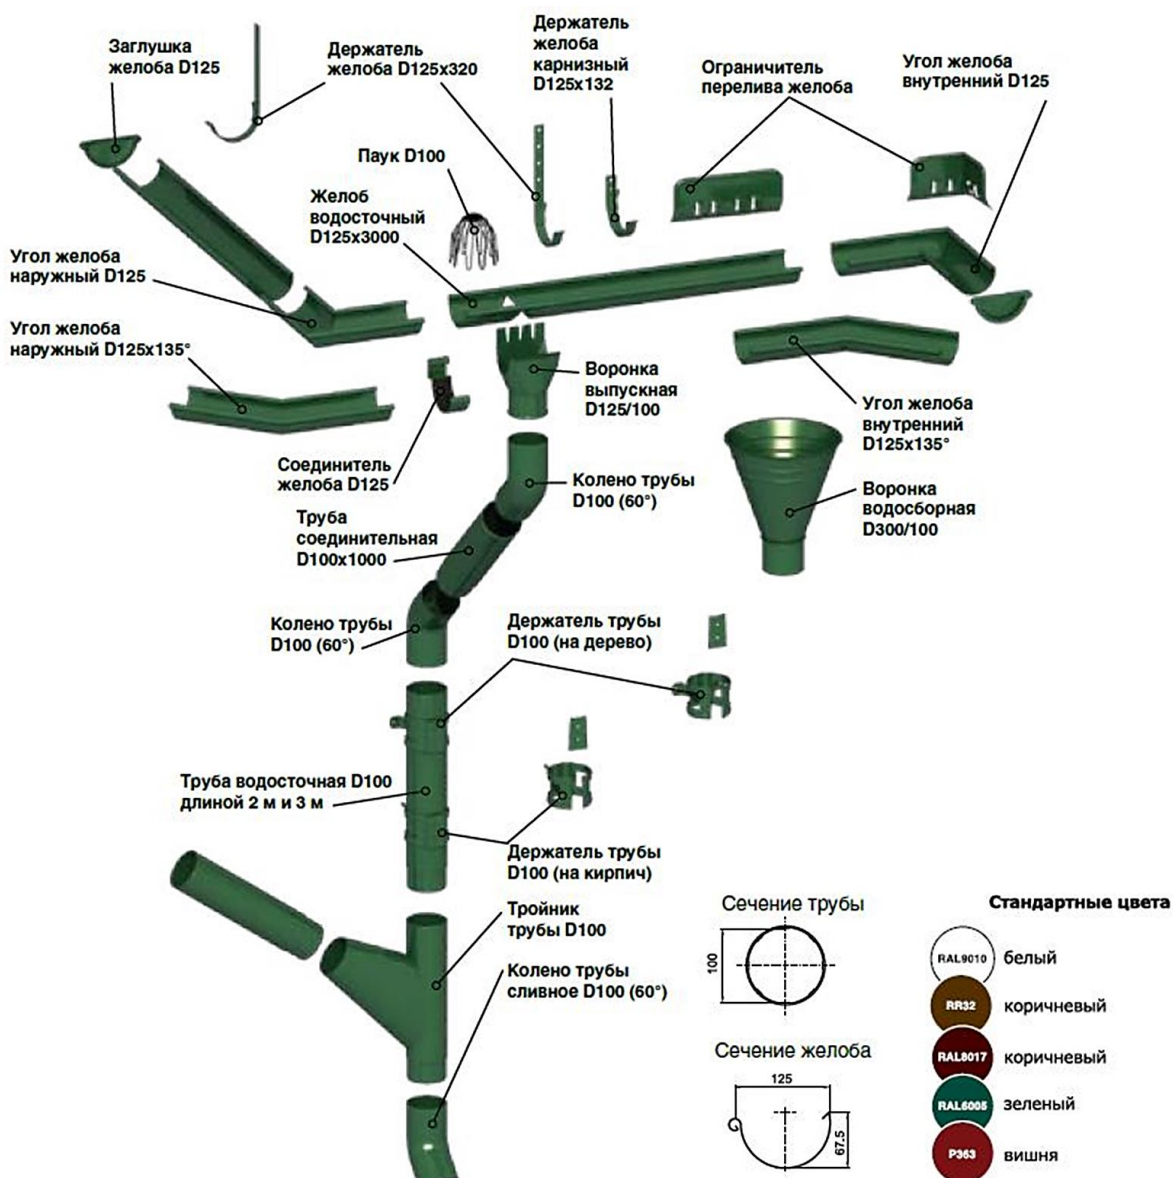 Заглушка
желоба D125
Держатель
желоба D125x320
Держатель
желоба
карнизный
D125x132
Ограничитель
перелива желоба
Угол желоба
внутренний D125
Паук D100
Желоб
водосточный
D125x3000
Угол желоба
наружный D125
Угол желоба
наружный D125x135°
Воронка
выпускная
D125/100
Угол желоба
внутренний
D125x135°
Соединитель
желоба D125
Колено трубы
D100 (60°)
Воронка
водосборная
D300/100
Труба
соединительная
D100x1000
Колено трубы
D100 (60°)
Держатель трубы
D100 (на дерево)
Труба водосточная D100
длиной 2 м и 3 м
Держатель трубы
D100 (на кирпич)
Тройник
трубы D100
Колено трубы
сливное D100 (60°)
Сечение трубы
100
Сечение желоба
125
67.5
Стандартные цвета
RAL9010 белый
RR32 коричневый
RAL8017 коричневый
RAL6005 зеленый
P363 вишня